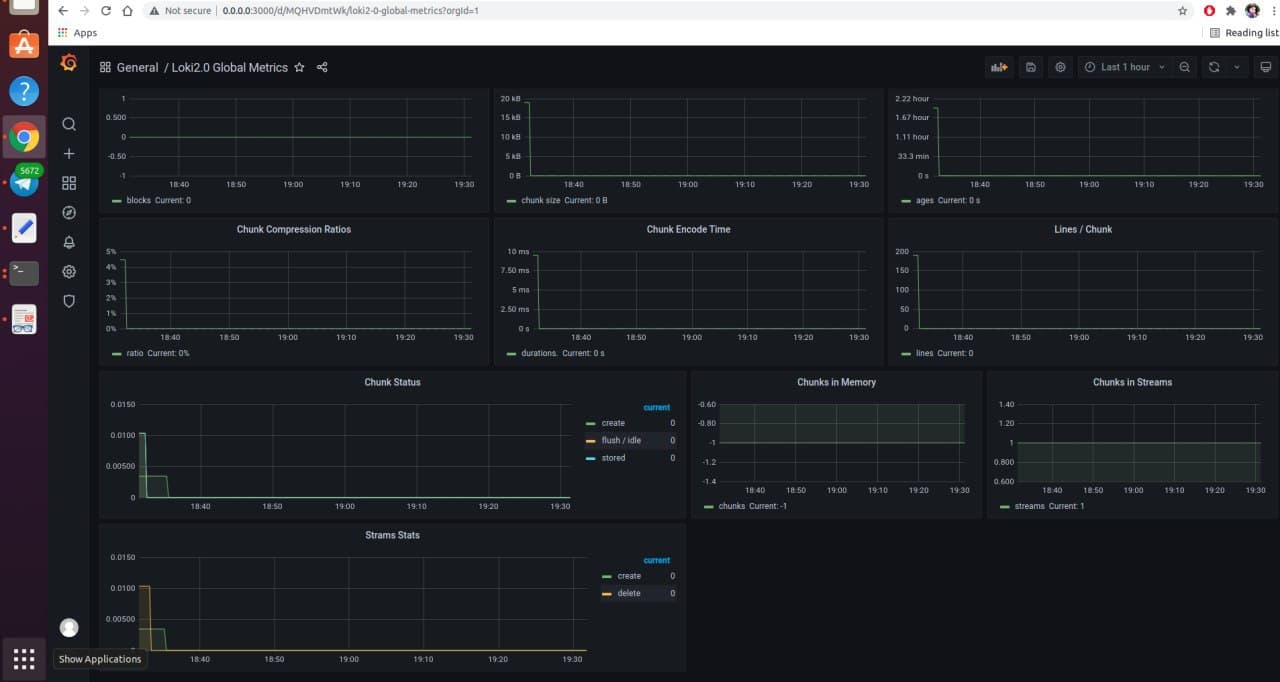 Not secure | 0.0.0.0:3000/d/MQHVDmtWk/loki2-0-global-metrics?orgId=1
Apps
Reading list
General / Loki2.0 Global Metrics
Last 1 hour
5672
1
0.500
0
-0.50
-1
18:40 18:50 19:00 19:10 19:20 19:30
blocks Current: 0
20 kB
15 kB
10 kB
5 kB
0 B
18:40 18:50 19:00 19:10 19:20 19:30
chunk size Current: 0 B
2.22 hour
1.67 hour
1.11 hour
33.3 min
0 s
18:40 18:50 19:00 19:10 19:20 19:30
ages Current: 0 s
Chunk Compression Ratios
5%
4%
3%
2%
1%
0%
18:40 18:50 19:00 19:10 19:20 19:30
ratio Current: 0%
Chunk Encode Time
10 ms
7.50 ms
5 ms
2.50 ms
0 s
18:40 18:50 19:00 19:10 19:20 19:30
durations. Current: 0 s
Lines / Chunk
200
150
100
50
0
18:40 18:50 19:00 19:10 19:20 19:30
lines Current: 0
Chunk Status
0.0150
0.0100
0.00500
0
18:40 18:50 19:00 19:10 19:20 19:30
current
create 0
flush / idle 0
stored 0
Chunks in Memory
-0.60
-0.80
-1
-1.2
-1.4
18:40 18:50 19:00 19:10 19:20 19:30
chunks Current: -1
Chunks in Streams
1.40
1.20
1
0.800
0.600
18:40 18:50 19:00 19:10 19:20 19:30
streams Current: 1
Strams Stats
0.0150
0.0100
0.00500
18:40 18:50 19:00 19:10 19:20 19:30
current
create 0
delete 0
Show Applications